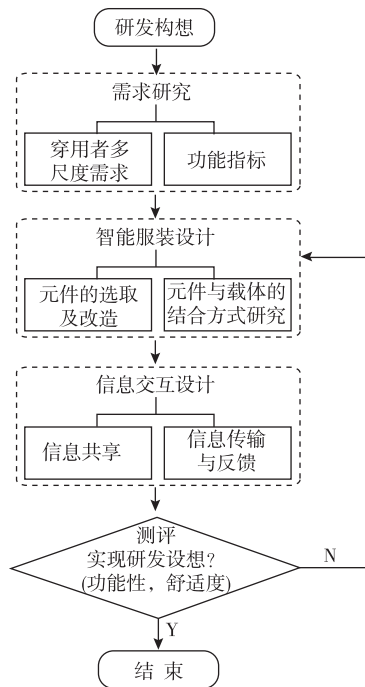 研发构想
需求研究
穿用者多
尺度需求
功能指标
智能服装设计
元件的选取
及改造
元件与载体的
结合方式研究
信息交互设计
信息共享
信息传输
与反馈
测评
实现研发设想?
(功能性，舒适度)
N
Y
结 束